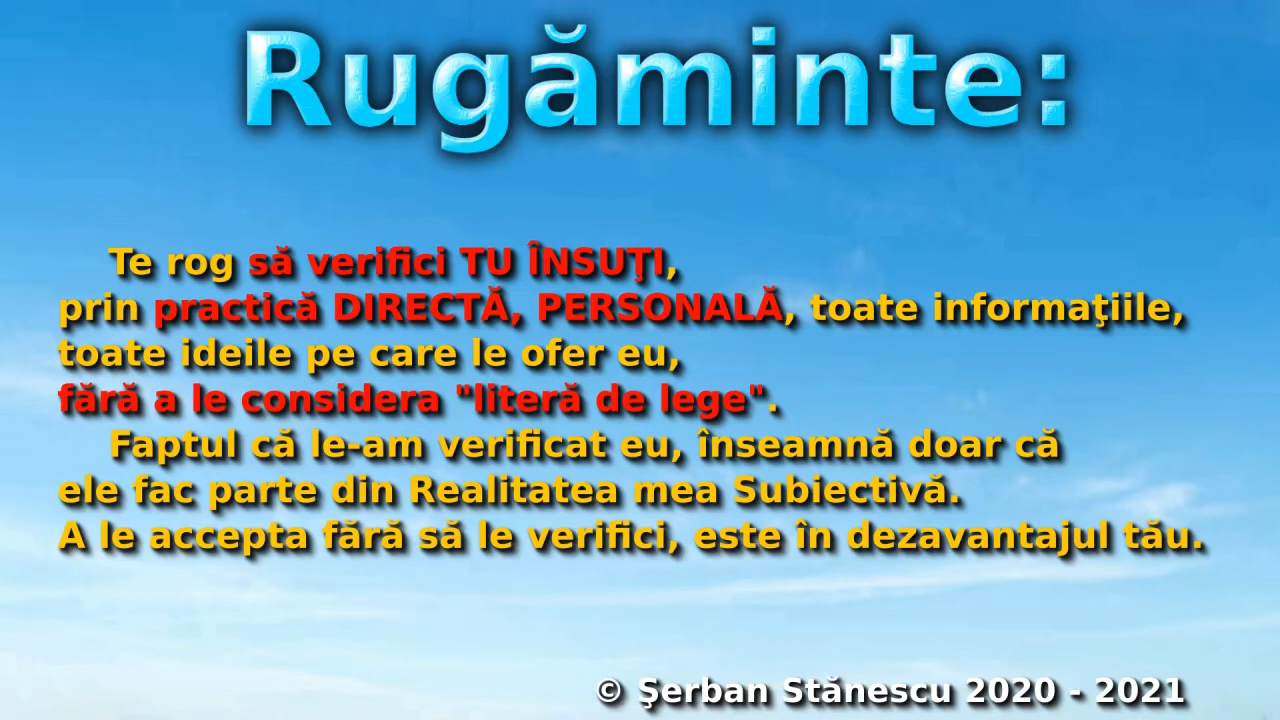 Rugăminte:
Te rog să verifici TU ÎNSUŢI,
prin practică DIRECTĂ, PERSONALĂ, toate informaţiile,
toate ideile pe care le ofer eu,
fără a le considera "literă de lege".
Faptul că le-am verificat eu, înseamnă doar că
ele fac parte din Realitatea mea Subiectivă.
A le accepta fără să le verifici, este în dezavantajul tău.
© Şerban Stănescu 2020 - 2021